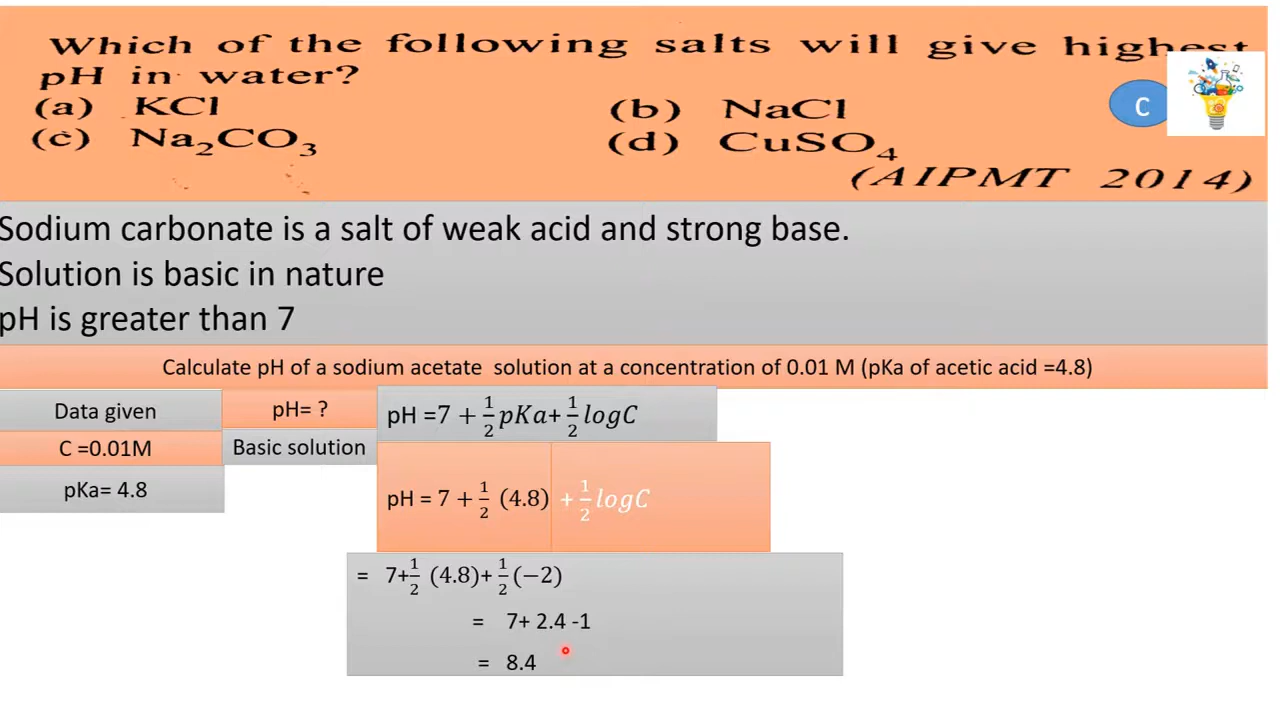 Which of the following salts will give highest
pH in water?
(a) KCl (b) NaCl
(c) Na₂CO₃ (d) CuSO₄
(AIPMT 2014)
C
Sodium carbonate is a salt of weak acid and strong base.
Solution is basic in nature
pH is greater than 7
Calculate pH of a sodium acetate solution at a concentration of 0.01 M (pKa of acetic acid =4.8)
Data given
C =0.01M
pKa= 4.8
pH= ?
Basic solution
pH =7 + 1/2 pKa+ 1/2 logC
pH = 7 + 1/2 (4.8) + 1/2 logC
= 7+ 1/2 (4.8)+ 1/2 (−2)
= 7+ 2.4 -1
= 8.4